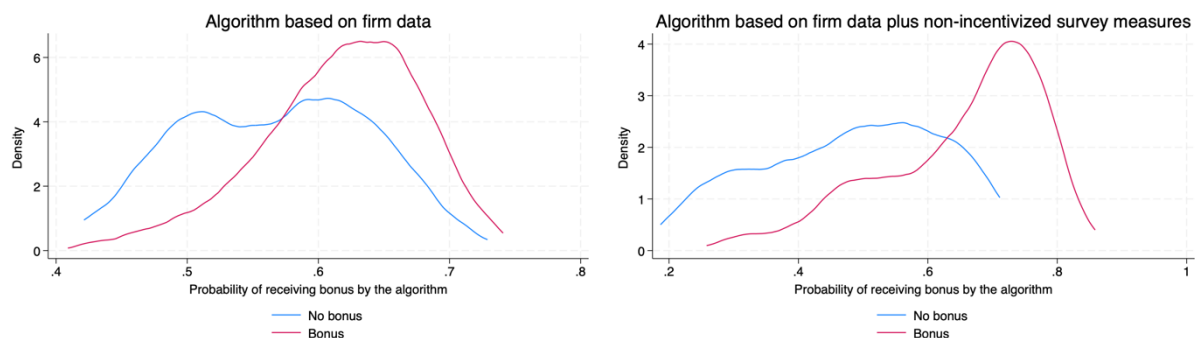 Algorithm based on firm data
Density
6
4
2
0
.4 .5 .6 .7 .8
Probability of receiving bonus by the algorithm
No bonus
Bonus
Algorithm based on firm data plus non-incentivized survey measures
Density
4
3
2
1
0
.2 .4 .6 .8 1
Probability of receiving bonus by the algorithm
No bonus
Bonus